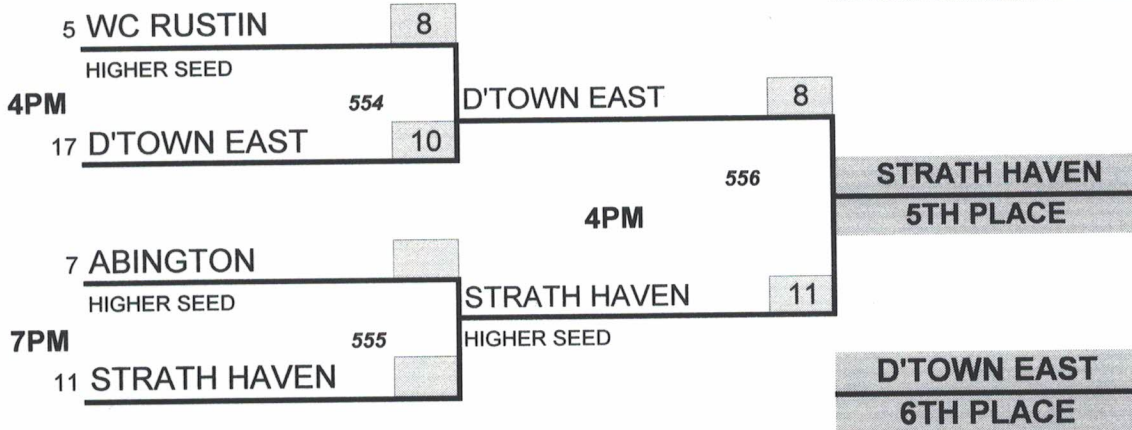 5 WC RUSTIN 8
HIGHER SEED
4PM 554
17 D'TOWN EAST 10
D'TOWN EAST 8
556
4PM
7 ABINGTON
HIGHER SEED
7PM 555
11 STRATH HAVEN
STRATH HAVEN 11
HIGHER SEED
STRATH HAVEN
5TH PLACE
D'TOWN EAST
6TH PLACE